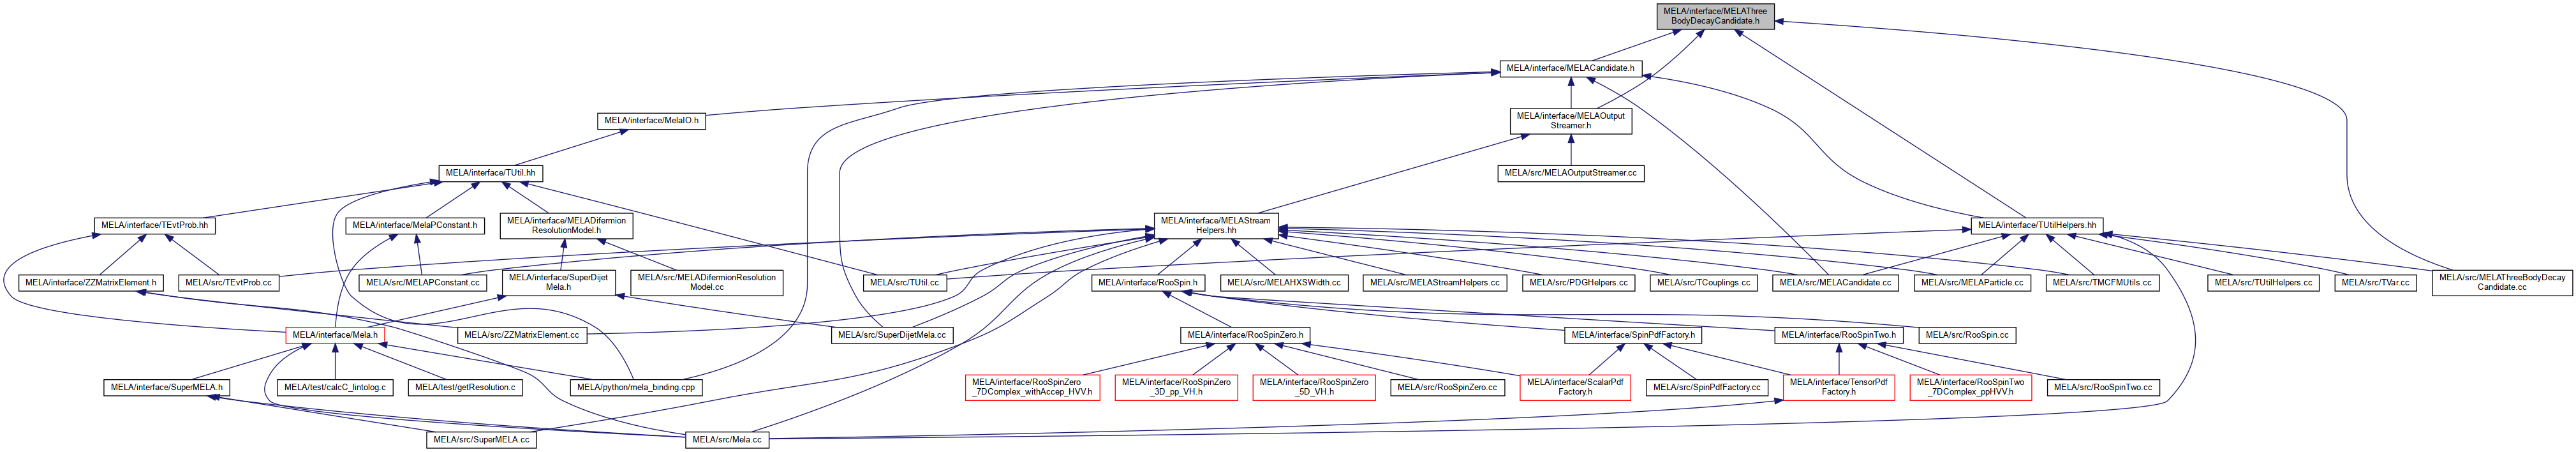 MELA/interface/MELAThree
BodyDecayCandidate.h
MELA/interface/MELACandidate.h
MELA/interface/MelaIO.h
MELA/interface/MELAOutput
Streamer.h
MELA/interface/TUtil.hh
MELA/src/MELAOutputStreamer.cc
MELA/interface/TEvtProb.hh
MELA/interface/MelaPConstant.h
MELA/interface/MELADifermion
ResolutionModel.h
MELA/interface/MELAStream
Helpers.hh
MELA/interface/TUtilHelpers.hh
MELA/interface/ZZMatrixElement.h
MELA/src/TEvtProb.cc
MELA/src/MELAPConstant.cc
MELA/interface/SuperDijet
Mela.h
MELA/src/MELADifermionResolution
Model.cc
MELA/src/TUtil.cc
MELA/interface/RooSpin.h
MELA/src/MELAHXSWidth.cc
MELA/src/MELAStreamHelpers.cc
MELA/src/PDGHelpers.cc
MELA/src/TCouplings.cc
MELA/src/MELACandidate.cc
MELA/src/MELAParticle.cc
MELA/src/TMCFMUtils.cc
MELA/src/TUtilHelpers.cc
MELA/src/TVar.cc
MELA/src/MELAThreeBodyDecay
Candidate.cc
MELA/interface/Mela.h
MELA/src/ZZMatrixElement.cc
MELA/src/SuperDijetMela.cc
MELA/interface/RooSpinZero.h
MELA/interface/SpinPdfFactory.h
MELA/interface/RooSpinTwo.h
MELA/src/RooSpin.cc
MELA/interface/SuperMELA.h
MELA/test/calcC_lintolog.c
MELA/test/getResolution.c
MELA/python/mela_binding.cpp
MELA/interface/RooSpinZero
_7DComplex_withAccep_HVV.h
MELA/interface/RooSpinZero
_3D_pp_VH.h
MELA/interface/RooSpinZero
_5D_VH.h
MELA/src/RooSpinZero.cc
MELA/interface/ScalarPdf
Factory.h
MELA/src/SpinPdfFactory.cc
MELA/interface/TensorPdf
Factory.h
MELA/interface/RooSpinTwo
_7DComplex_ppHVV.h
MELA/src/RooSpinTwo.cc
MELA/src/SuperMELA.cc
MELA/src/Mela.cc